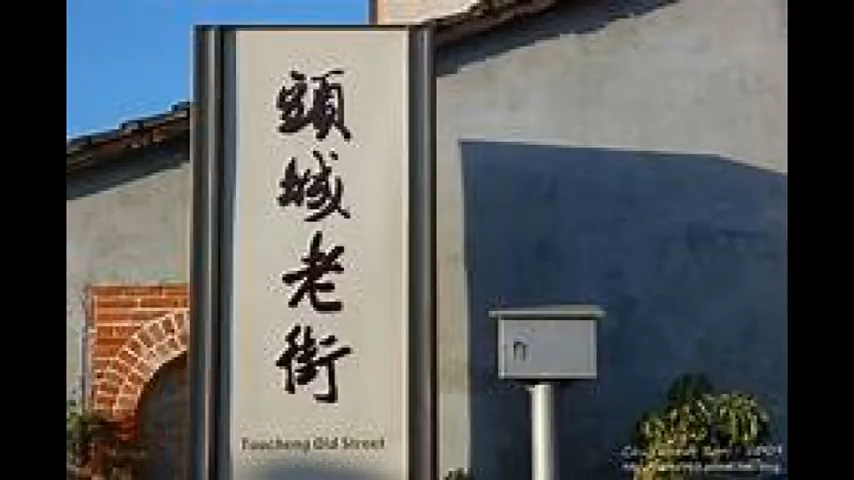 頭城老街
Toucheng Old Street